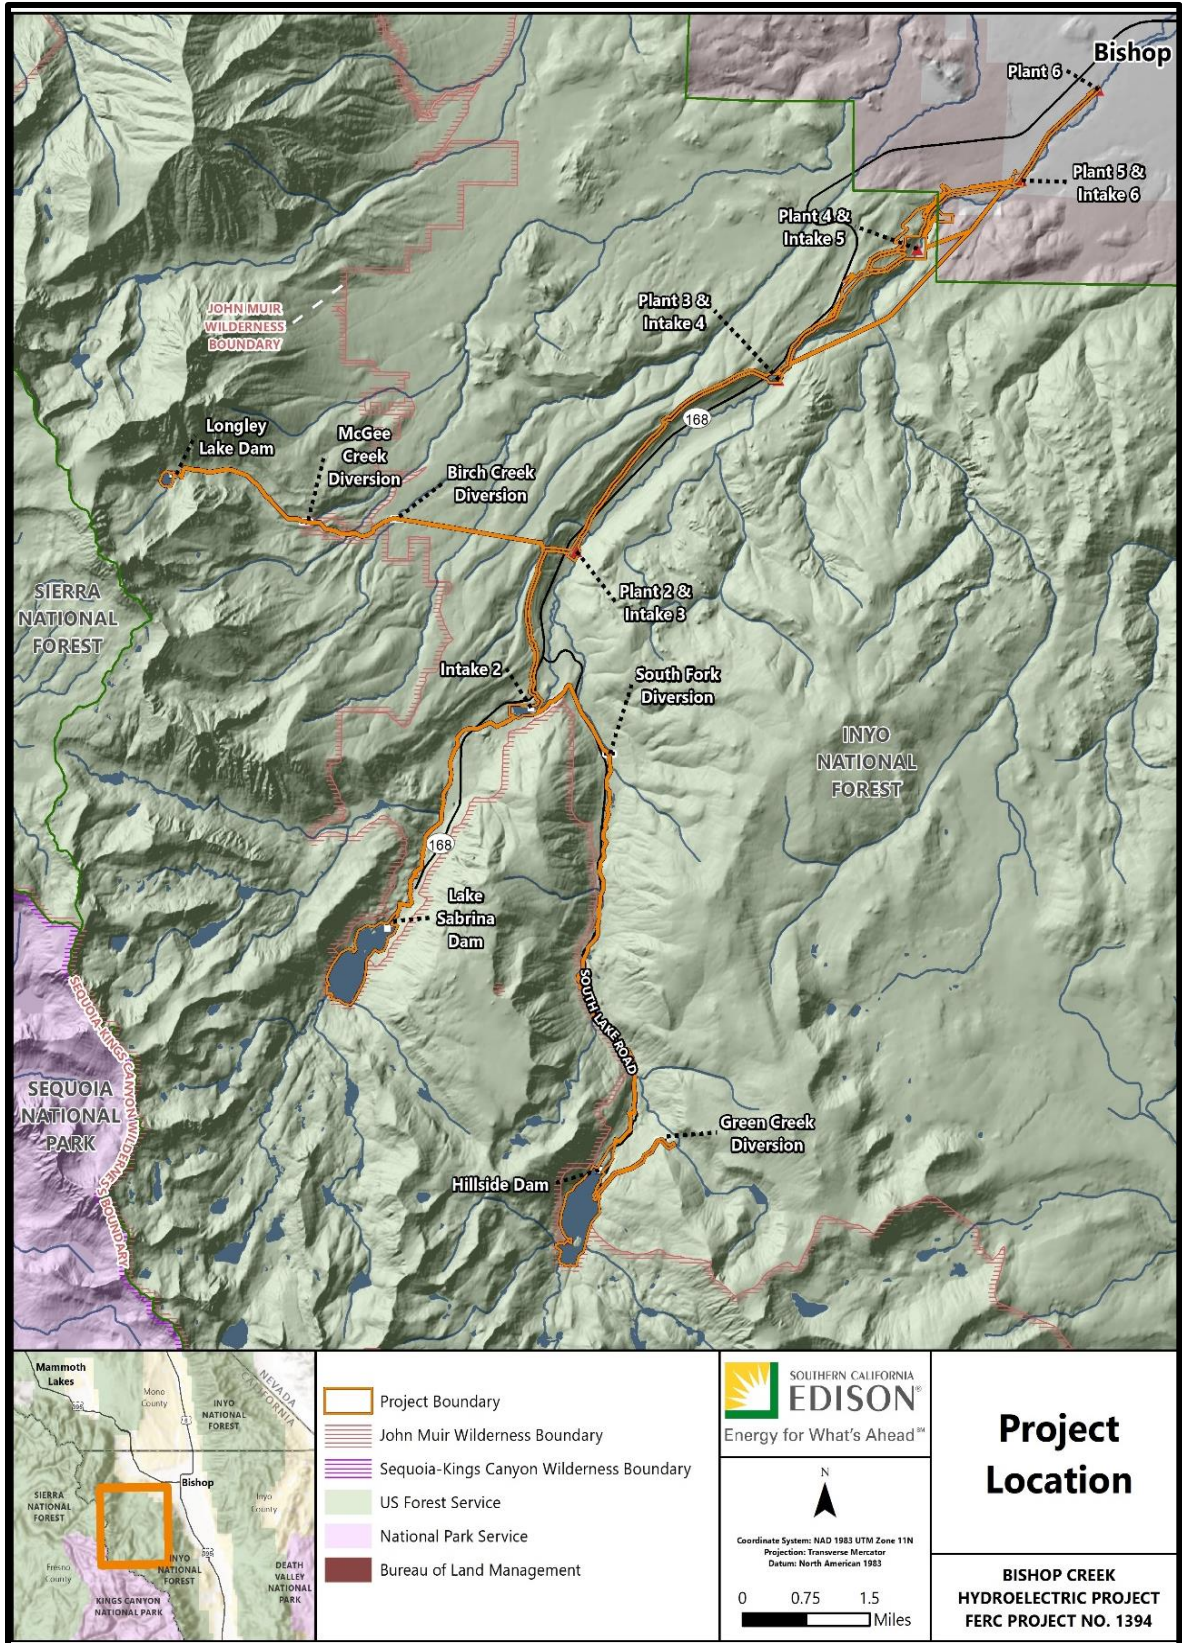 Bishop
Plant 6
Plant 5 &
Intake 6
Plant 4 &
Intake 5
Plant 3 &
Intake 4
JOHN MUIR
WILDERNESS
BOUNDARY
168
Longley
Lake Dam
McGee
Creek
Diversion
Birch Creek
Diversion
SIERRA
NATIONAL
FOREST
Plant 2 &
Intake 3
Intake 2
South Fork
Diversion
INYO
NATIONAL
FOREST
168
Lake
Sabrina
Dam
SEQUOIA-KINGS CANYON WILDERNESS BOUNDARY
SOUTH LAKE ROAD
SEQUOIA
NATIONAL
PARK
Green Creek
Diversion
Hillside Dam
Mammoth
Lakes
395
Mono
County
6
INYO
NATIONAL
FOREST
NEVADA
CALIFORNIA
Bishop
SIERRA
NATIONAL
FOREST
Inyo
County
395
Fresno
County
INYO
NATIONAL
FOREST
KINGS CANYON
NATIONAL PARK
DEATH
VALLEY
NATIONAL
PARK
Project Boundary
John Muir Wilderness Boundary
Sequoia-Kings Canyon Wilderness Boundary
US Forest Service
National Park Service
Bureau of Land Management
SOUTHERN CALIFORNIA
EDISON®
Energy for What's Ahead℠
N
Coordinate System: NAD 1983 UTM Zone 11N
Projection: Transverse Mercator
Datum: North American 1983
0 0.75 1.5
Miles
Project
Location
BISHOP CREEK
HYDROELECTRIC PROJECT
FERC PROJECT NO. 1394